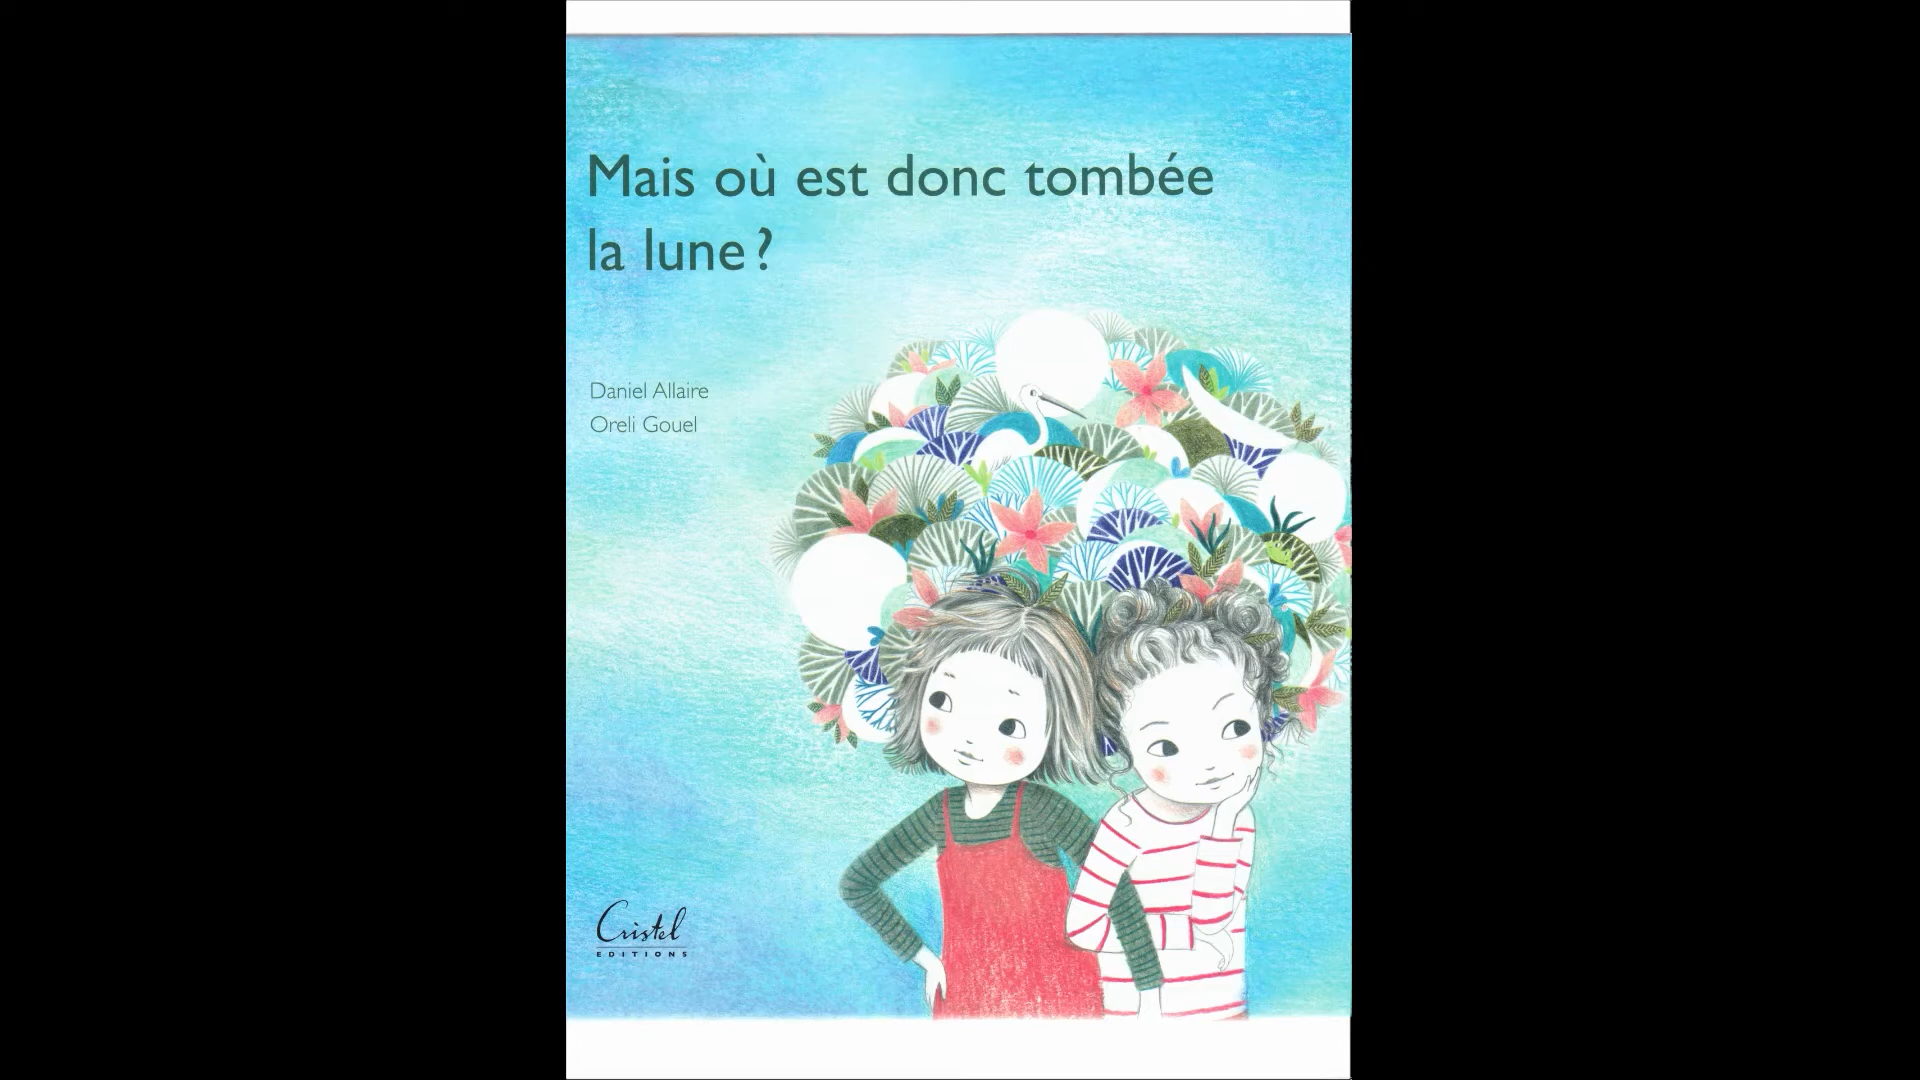 Mais où est donc tombée
la lune ?
Daniel Allaire
Oreli Gouel
Cristel
EDITIONS